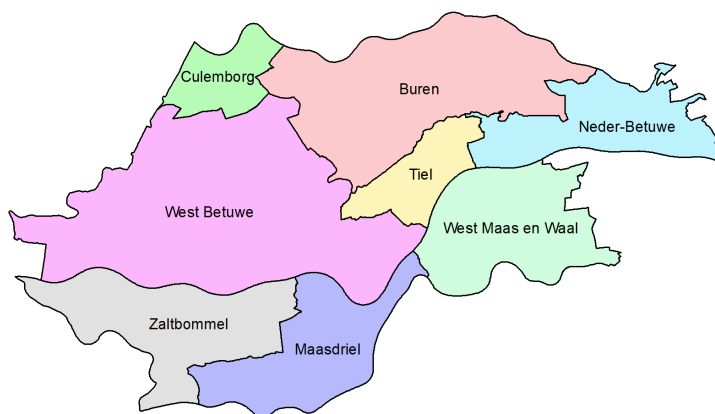 Culemborg
Buren
Neder-Betuwe
Tiel
West Betuwe
West Maas en Waal
Zaltbommel
Maasdriel